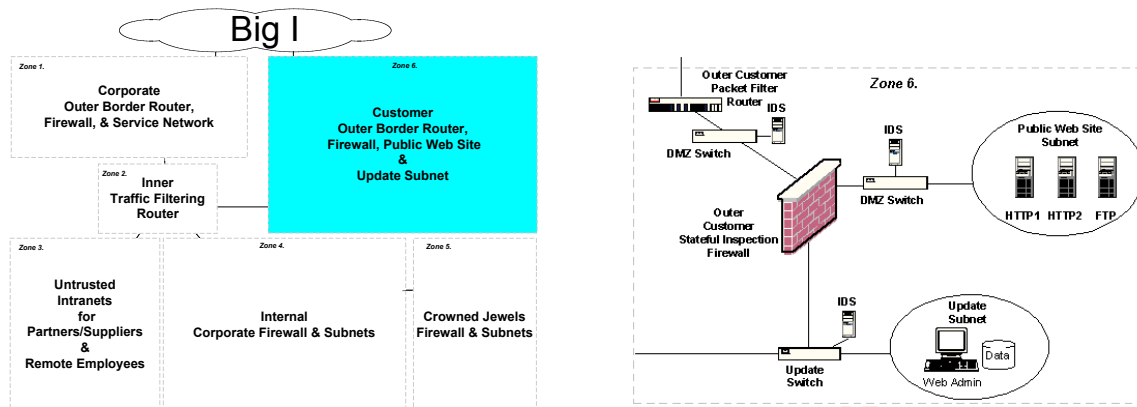 Big I
Zone 1.
Corporate
Outer Border Router,
Firewall, & Service Network
Zone 6.
Customer
Outer Border Router,
Firewall, Public Web Site
&
Update Subnet
Zone 2.
Inner
Traffic Filtering
Router
Zone 3.
Untrusted
Intranets
for
Partners/Suppliers
&
Remote Employees
Zone 4.
Internal
Corporate Firewall & Subnets
Zone 5.
Crowned Jewels
Firewall & Subnets
Zone 6.
Outer Customer
Packet Filter
Router
IDS
DMZ Switch
IDS
DMZ Switch
Public Web Site
Subnet
HTTP1
HTTP2
FTP
Outer
Customer
Stateful Inspection
Firewall
IDS
Update
Switch
Update
Subnet
Data
Web Admin